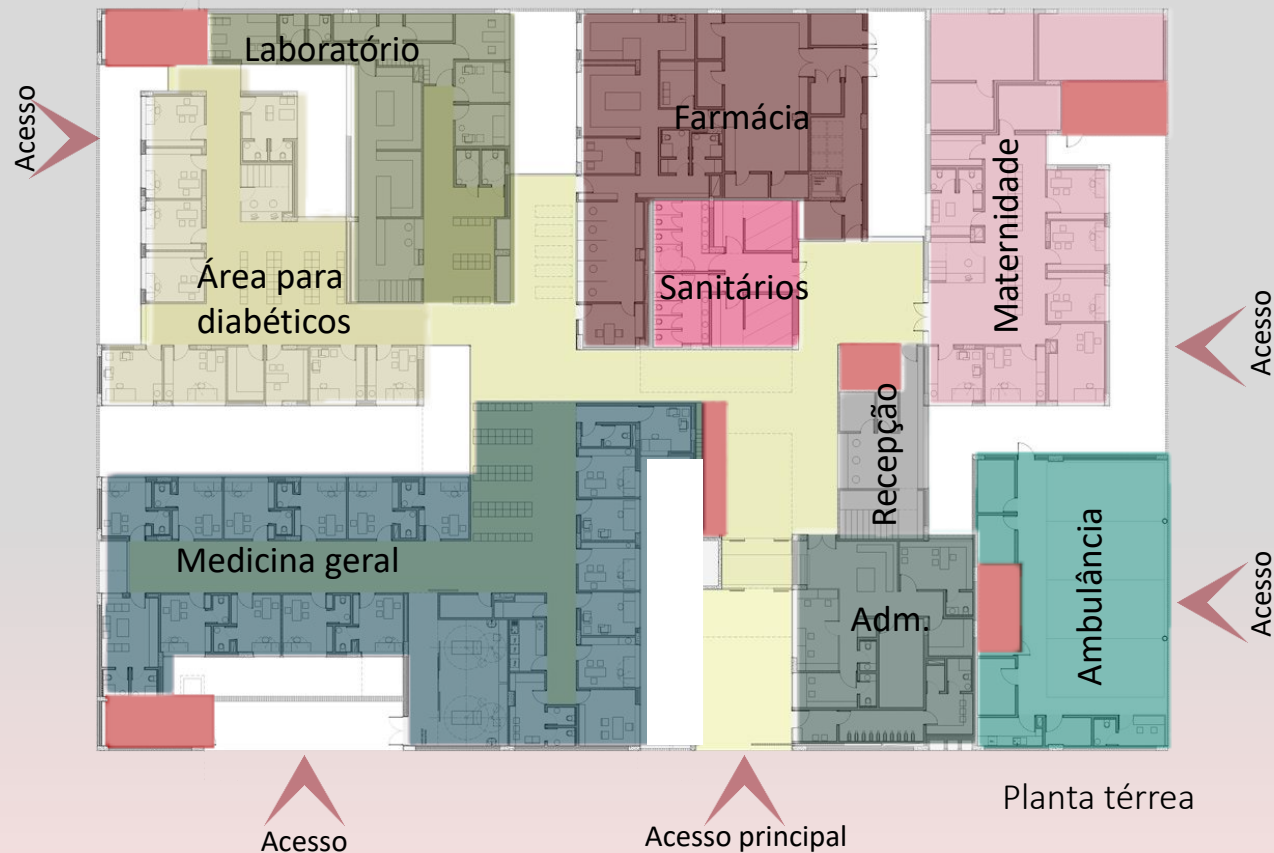 Laboratório
Acesso
Farmácia
Maternidade
Área para
diabéticos
Sanitários
Acesso
Recepção
Medicina geral
Ambulância
Acesso
Adm.
Planta térrea
Acesso
Acesso principal